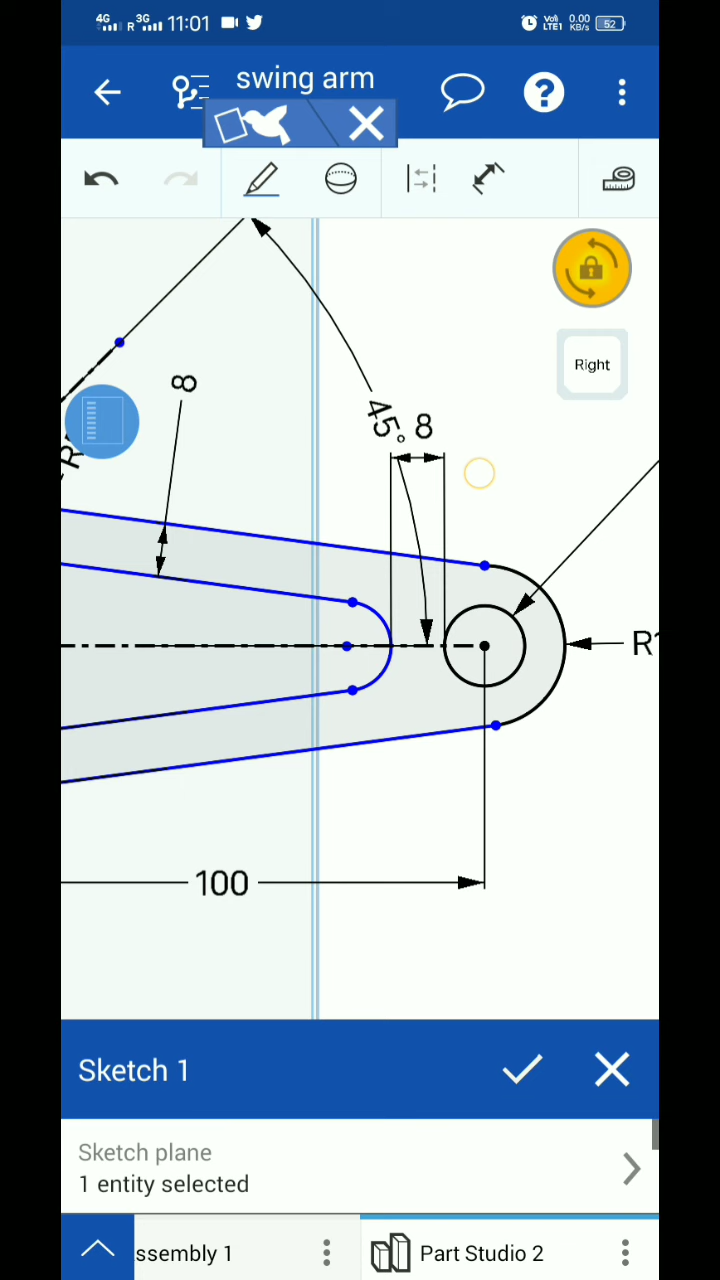 4G R 3G 11:01 Vo)) LTE1 0.00 KB/s 52
swing arm
?
Right
8
45° 8
R
R
100
Sketch 1
Sketch plane
1 entity selected
ssembly 1 Part Studio 2